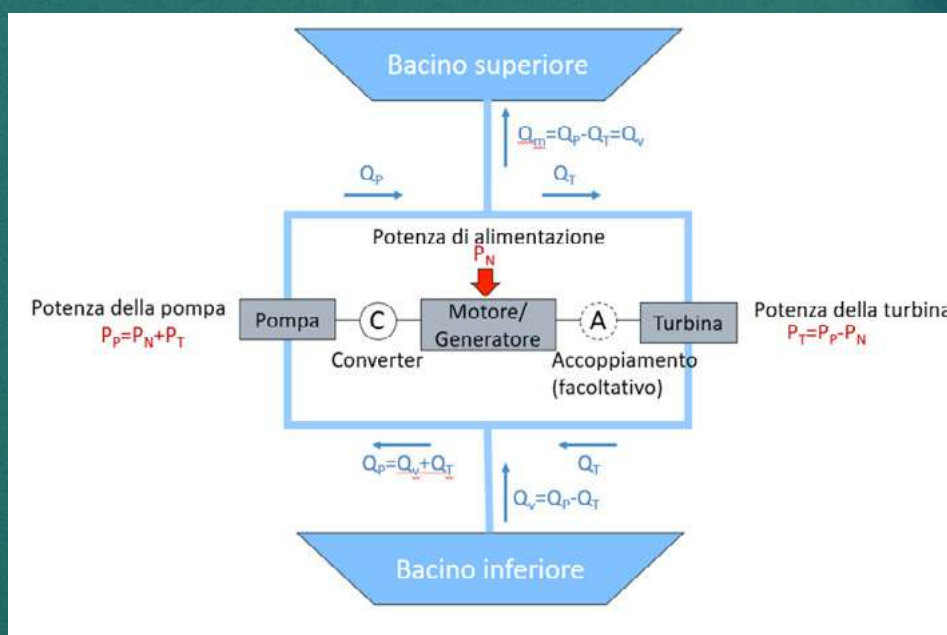 Bacino superiore
Qm=QP-QT=Qv
QP
QT
Potenza di alimentazione
PN
Potenza della pompa
PP=PN+PT
Pompa
C
Converter
Motore/
Generatore
A
Accoppiamento
(facoltativo)
Turbina
Potenza della turbina
PT=PP-PN
QP=Qv+QT
QT
Qv=QP-QT
Bacino inferiore